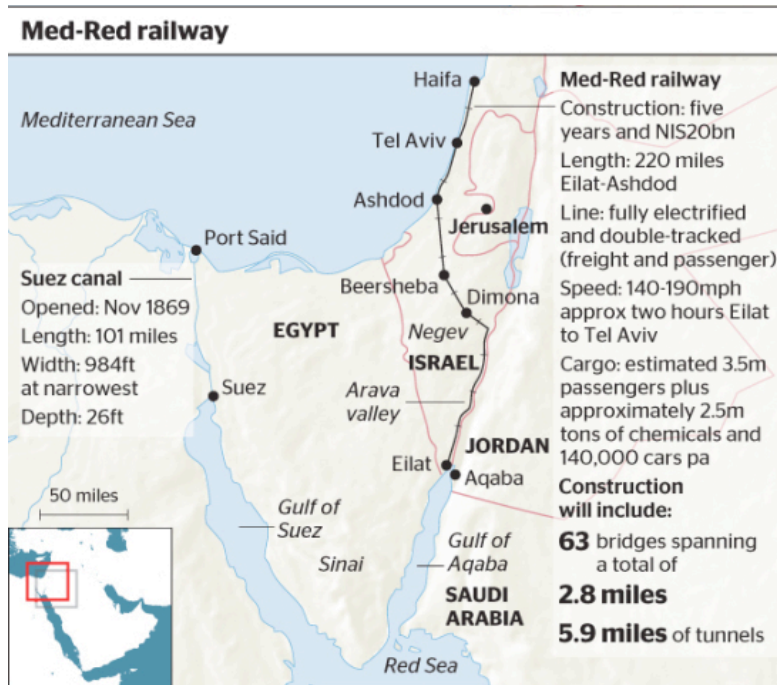 Med-Red railway
Haifa
Mediterranean Sea
Tel Aviv
Ashdod
Jerusalem
Port Said
Beersheba
Dimona
EGYPT
Negev
ISRAEL
Suez
Arava
valley
JORDAN
Eilat
Aqaba
Gulf of
Suez
Sinai
Gulf of
Aqaba
SAUDI
ARABIA
Red Sea
Suez canal
Opened: Nov 1869
Length: 101 miles
Width: 984ft
at narrowest
Depth: 26ft
50 miles
Med-Red railway
Construction: five
years and NIS20bn
Length: 220 miles
Eilat-Ashdod
Line: fully electrified
and double-tracked
(freight and passenger)
Speed: 140-190mph
approx two hours Eilat
to Tel Aviv
Cargo: estimated 3.5m
passengers plus
approximately 2.5m
tons of chemicals and
140,000 cars pa
Construction
will include:
63 bridges spanning
a total of
2.8 miles
5.9 miles of tunnels